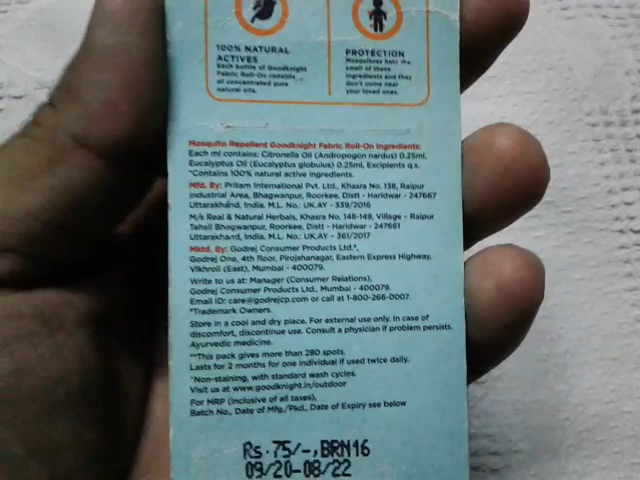 100% NATURAL
ACTIVES
Each bottle of Goodknight
Fabric Roll-On consists
of concentrated pure
natural oils.
PROTECTION
Mosquitoes hate the
smell of these
ingredients and they
don't come near
your loved ones.
Mosquito Repellent Goodknight Fabric Roll-On Ingredients:
Each ml contains: Citronella Oil (Andropogon nardus) 0.25ml,
Eucalyptus Oil (Eucalyptus globulus) 0.25ml, Excipients q.s.
*Contains 100% natural active ingredients.
Mfd. By: Pritam International Pvt. Ltd., Khasra No. 138, Raipur
Industrial Area, Bhagwanpur, Roorkee, Distt - Haridwar - 247667
Uttarakhand, India. M.L. No.: UK.AY - 339/2016
M/s Real & Natural Herbals, Khasra No. 148-149, Village - Raipur
Tehsil Bhagwanpur, Roorkee, Distt - Haridwar - 247661
Uttarakhand, India. M.L. No.: UK.AY - 361/2017
Mktd. By: Godrej Consumer Products Ltd.*,
Godrej One, 4th floor, Pirojshanagar, Eastern Express Highway,
Vikhroli (East), Mumbai - 400079.
Write to us at: Manager (Consumer Relations),
Godrej Consumer Products Ltd., Mumbai - 400079.
Email ID: care@godrejcp.com or call at 1-800-266-0007.
*Trademark Owners.
Store in a cool and dry place. For external use only. In case of
discomfort, discontinue use. Consult a physician if problem persists.
Ayurvedic medicine.
**This pack gives more than 280 spots.
Lasts for 2 months for one individual if used twice daily.
*Non-staining, with standard wash cycles.
Visit us at www.goodknight.in/outdoor
For MRP (Inclusive of all taxes),
Batch No., Date of Mfg./Pkd., Date of Expiry see below
Rs.75/-,BRN16
09/20-08/22